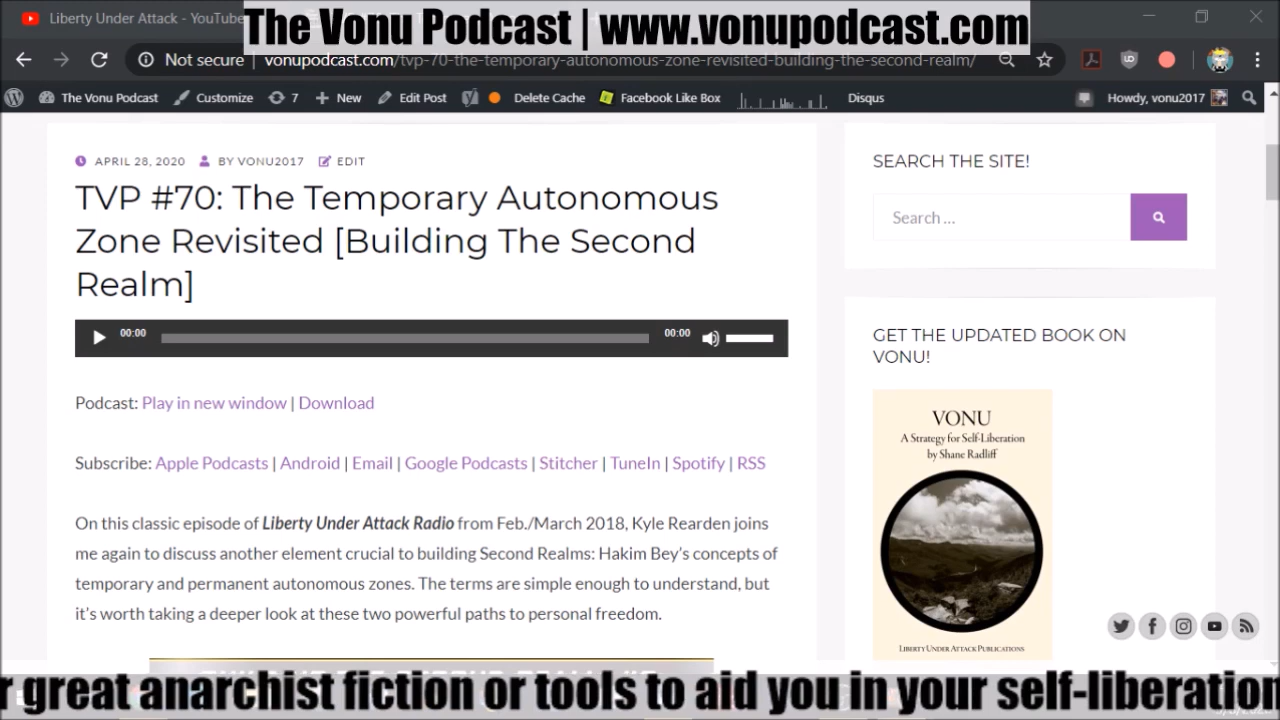 Liberty Under Attack - YouTube
The Vonu Podcast | www.vonupodcast.com
Not secure | vonupodcast.com/tvp-70-the-temporary-autonomous-zone-revisited-building-the-second-realm/
The Vonu Podcast Customize 7 New Edit Post Delete Cache Facebook Like Box Disqus Howdy, vonu2017
APRIL 28, 2020 BY VONU2017 EDIT
TVP #70: The Temporary Autonomous
Zone Revisited [Building The Second
Realm]
00:00 00:00
Podcast: Play in new window | Download
Subscribe: Apple Podcasts | Android | Email | Google Podcasts | Stitcher | TuneIn | Spotify | RSS
On this classic episode of Liberty Under Attack Radio from Feb./March 2018, Kyle Rearden joins
me again to discuss another element crucial to building Second Realms: Hakim Bey's concepts of
temporary and permanent autonomous zones. The terms are simple enough to understand, but
it's worth taking a deeper look at these two powerful paths to personal freedom.
SEARCH THE SITE!
Search ...
GET THE UPDATED BOOK ON
VONU!
VONU
A Strategy for Self-Liberation
by Shane Radliff
LIBERTY UNDER ATTACK PUBLICATIONS
r great anarchist fiction or tools to aid you in your self-liberation